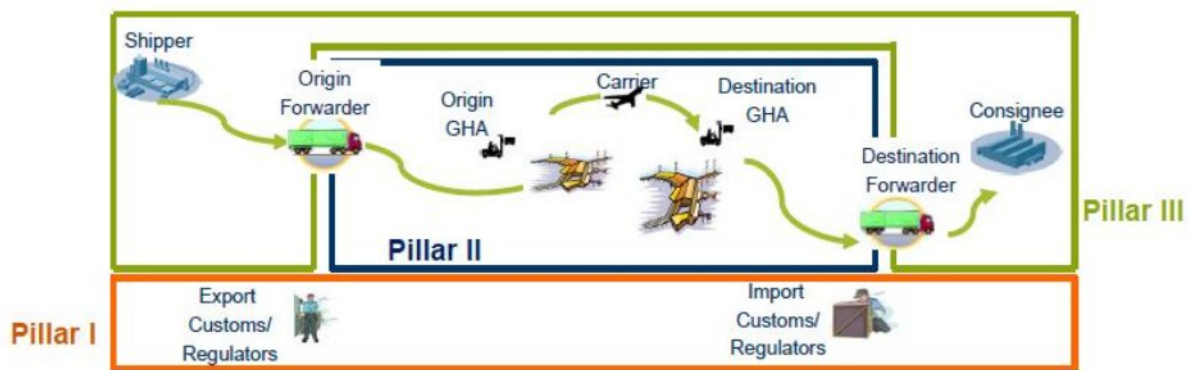 Shipper
Origin
Forwarder
Origin
GHA
Carrier
Destination
GHA
Consignee
Destination
Forwarder
Pillar III
Pillar II
Pillar I
Export
Customs/
Regulators
Import
Customs/
Regulators